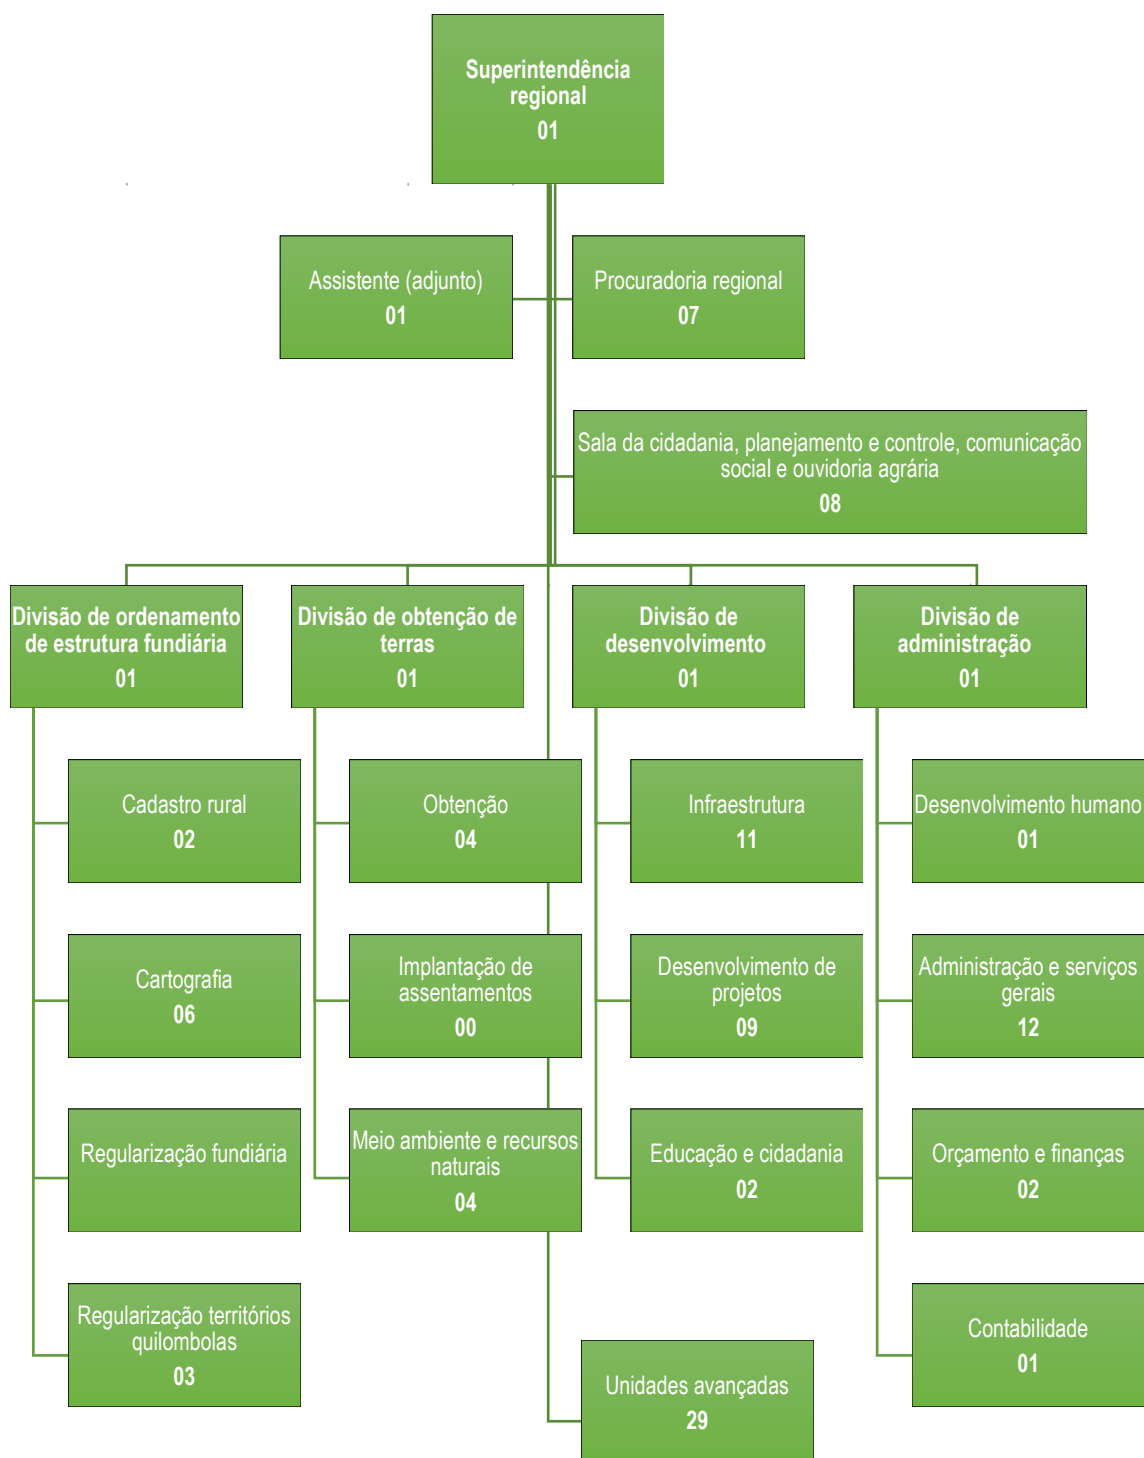 Superintendência
regional
01
Assistente (adjunto)
01
Procuradoria regional
07
Sala da cidadania, planejamento e controle, comunicação
social e ouvidoria agrária
08
Divisão de ordenamento
de estrutura fundiária
01
Divisão de obtenção de
terras
01
Divisão de
desenvolvimento
01
Divisão de
administração
01
Cadastro rural
02
Obtenção
04
Infraestrutura
11
Desenvolvimento humano
01
Cartografia
06
Implantação de
assentamentos
00
Desenvolvimento de
projetos
09
Administração e serviços
gerais
12
Regularização fundiária
Meio ambiente e recursos
naturais
04
Educação e cidadania
02
Orçamento e finanças
02
Regularização territórios
quilombolas
03
Contabilidade
01
Unidades avançadas
29